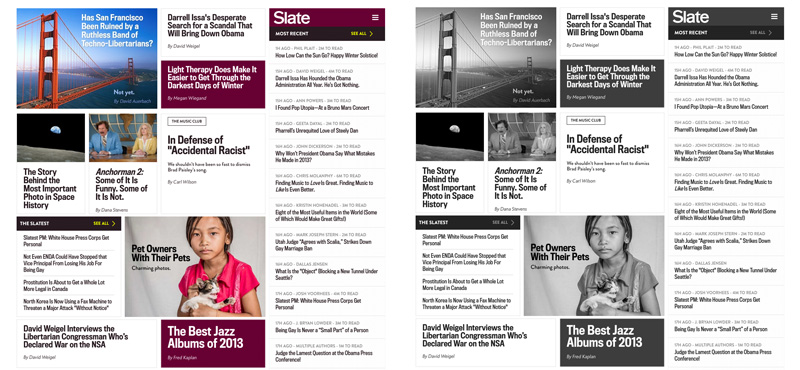 Has San Francisco
Been Ruined by a
Ruthless Band of
Techno-Libertarians?
Not yet.
By David Auerbach
Darrell Issa's Desperate
Search for a Scandal That
Will Bring Down Obama
By David Weigel
Light Therapy Does Make It
Easier to Get Through the
Darkest Days of Winter
By Megan Wiegand
The Story
Behind the
Most Important
Photo in Space
History
Anchorman 2:
Some of It Is
Funny. Some of
It Is Not.
By Dana Stevens
THE MUSIC CLUB
In Defense of
"Accidental Racist"
We shouldn't have been so fast to dismiss
Brad Paisley's song.
By Carl Wilson
THE SLATEST
SEE ALL
Slatest PM: White House Press Corps Get
Personal
Not Even ENDA Could Have Stopped that
Vice Principal From Losing His Job For
Being Gay
Prostitution Is About to Get a Whole Lot
More Legal in Canada
North Korea Is Now Using a Fax Machine to
Threaten a Major Attack "Without Notice"
Pet Owners
With Their Pets
Charming photos.
David Weigel Interviews the
Libertarian Congressman Who's
Declared War on the NSA
By David Weigel
The Best Jazz
Albums of 2013
By Fred Kaplan
Slate
MOST RECENT
SEE ALL
1H AGO - PHIL PLAIT - 2M TO READ
How Low Can the Sun Go? Happy Winter Solstice!
15H AGO - DAVID WEIGEL - 6M TO READ
Darrell Issa Has Hounded the Obama
Administration All Year. He's Got Nothing.
15H AGO - ANN POWERS - 8M TO READ
I Found Pop Utopia—At a Bruno Mars Concert
15H AGO - GEETA DAYAL - 2M TO READ
Pharrell's Unrequited Love of Steely Dan
15H AGO - JOHN DICKERSON - 3M TO READ
Why Won't President Obama Say What Mistakes
He Made in 2013?
16H AGO - CHRIS MOLANPHY - 6M TO READ
Finding Music to Love Is Great. Finding Music to
Like Is Even Better.
16H AGO - KRISTIN HOHENADEL - 3M TO READ
Eight of the Most Useful Items in the World (Some
of Which Would Make Great Gifts!)
16H AGO - MARK JOSEPH STERN - 2M TO READ
Utah Judge "Agrees with Scalia," Strikes Down
Gay Marriage Ban
16H AGO - DALLAS JENSEN
What Is the "Object" Blocking a New Tunnel Under
Seattle?
17H AGO - JOSH VOORHEES - 4M TO READ
Slatest PM: White House Press Corps Get
Personal
17H AGO - J. BRYAN LOWDER - 3M TO READ
Being Gay Is Never a "Small Part" of a Person
17H AGO - MULTIPLE AUTHORS - 1M TO READ
Judge the Lamest Question at the Obama Press
Conference!
Has San Francisco
Been Ruined by a
Ruthless Band of
Techno-Libertarians?
Not yet.
By David Auerbach
Darrell Issa's Desperate
Search for a Scandal That
Will Bring Down Obama
By David Weigel
Light Therapy Does Make It
Easier to Get Through the
Darkest Days of Winter
By Megan Wiegand
The Story
Behind the
Most Important
Photo in Space
History
Anchorman 2:
Some of It Is
Funny. Some of
It Is Not.
By Dana Stevens
THE MUSIC CLUB
In Defense of
"Accidental Racist"
We shouldn't have been so fast to dismiss
Brad Paisley's song.
By Carl Wilson
THE SLATEST
SEE ALL
Slatest PM: White House Press Corps Get
Personal
Not Even ENDA Could Have Stopped that
Vice Principal From Losing His Job For
Being Gay
Prostitution Is About to Get a Whole Lot
More Legal in Canada
North Korea Is Now Using a Fax Machine to
Threaten a Major Attack "Without Notice"
Pet Owners
With Their Pets
Charming photos.
David Weigel Interviews the
Libertarian Congressman Who's
Declared War on the NSA
By David Weigel
The Best Jazz
Albums of 2013
By Fred Kaplan
Slate
MOST RECENT
SEE ALL
1H AGO - PHIL PLAIT - 2M TO READ
How Low Can the Sun Go? Happy Winter Solstice!
15H AGO - DAVID WEIGEL - 6M TO READ
Darrell Issa Has Hounded the Obama
Administration All Year. He's Got Nothing.
15H AGO - ANN POWERS - 8M TO READ
I Found Pop Utopia—At a Bruno Mars Concert
15H AGO - GEETA DAYAL - 2M TO READ
Pharrell's Unrequited Love of Steely Dan
15H AGO - JOHN DICKERSON - 3M TO READ
Why Won't President Obama Say What Mistakes
He Made in 2013?
16H AGO - CHRIS MOLANPHY - 6M TO READ
Finding Music to Love Is Great. Finding Music to
Like Is Even Better.
16H AGO - KRISTIN HOHENADEL - 3M TO READ
Eight of the Most Useful Items in the World (Some
of Which Would Make Great Gifts!)
16H AGO - MARK JOSEPH STERN - 2M TO READ
Utah Judge "Agrees with Scalia," Strikes Down
Gay Marriage Ban
16H AGO - DALLAS JENSEN
What Is the "Object" Blocking a New Tunnel Under
Seattle?
17H AGO - JOSH VOORHEES - 4M TO READ
Slatest PM: White House Press Corps Get
Personal
17H AGO - J. BRYAN LOWDER - 3M TO READ
Being Gay Is Never a "Small Part" of a Person
17H AGO - MULTIPLE AUTHORS - 1M TO READ
Judge the Lamest Question at the Obama Press
Conference!